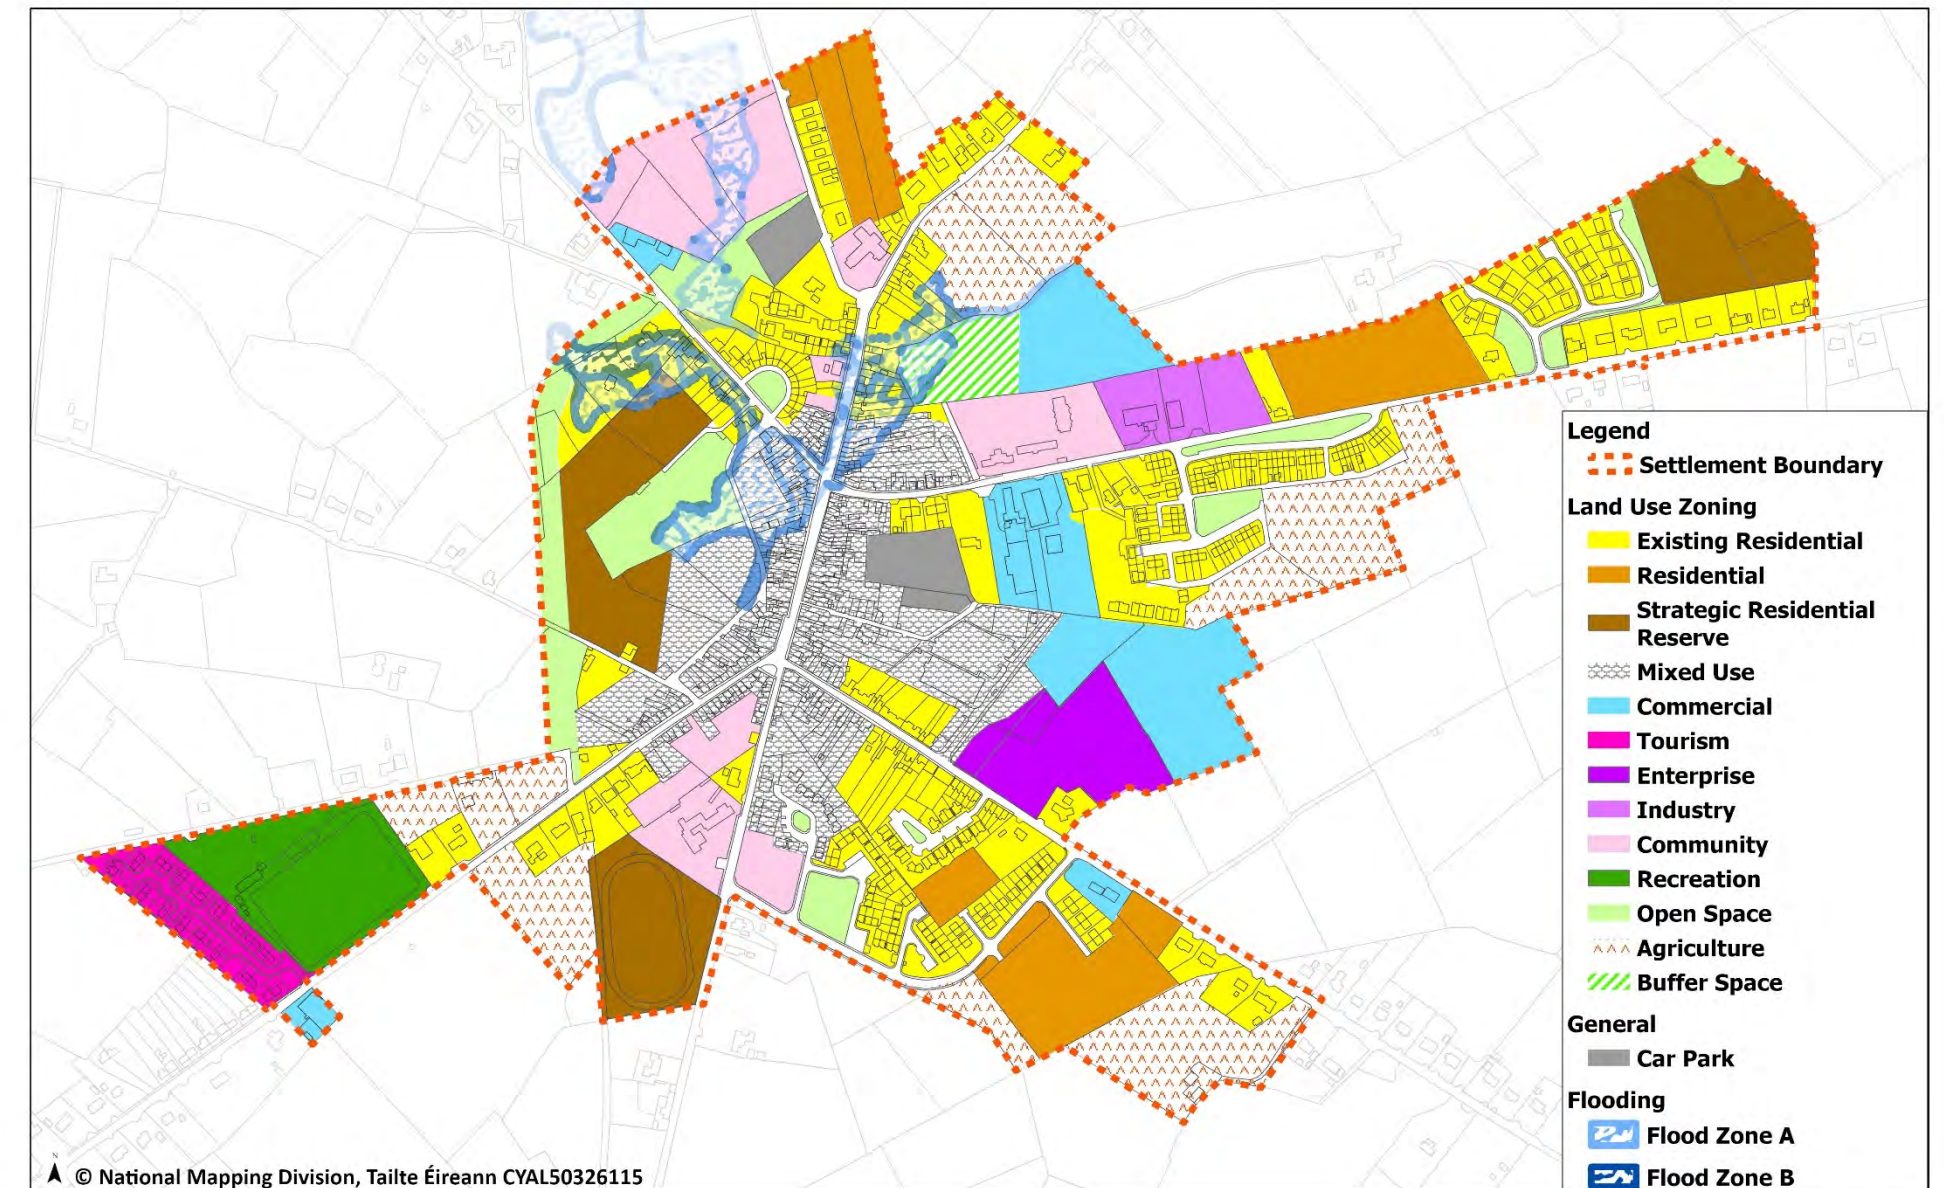 Legend
Settlement Boundary
Land Use Zoning
Existing Residential
Residential
Strategic Residential
Reserve
Mixed Use
Commercial
Tourism
Enterprise
Industry
Community
Recreation
Open Space
Agriculture
Buffer Space
General
Car Park
Flooding
Flood Zone A
Flood Zone B
N
© National Mapping Division, Tailte Éireann CYAL50326115